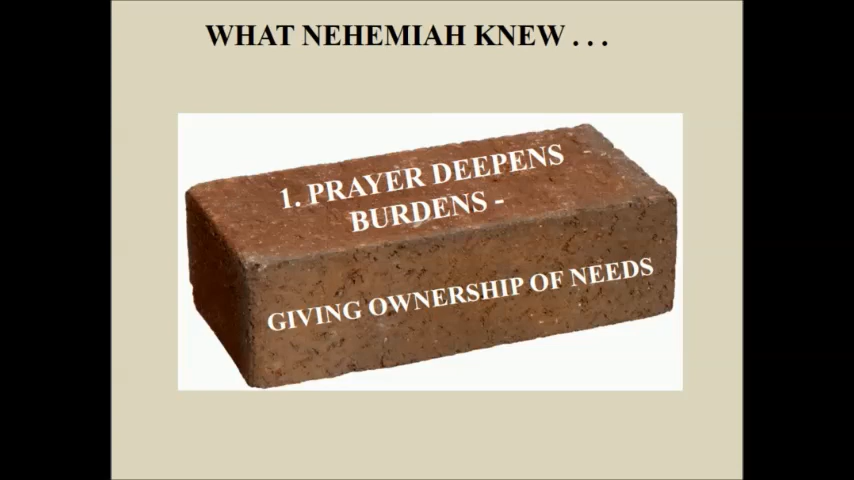 WHAT NEHEMIAH KNEW . . .
1. PRAYER DEEPENS -
BURDENS -
GIVING OWNERSHIP OF NEEDS